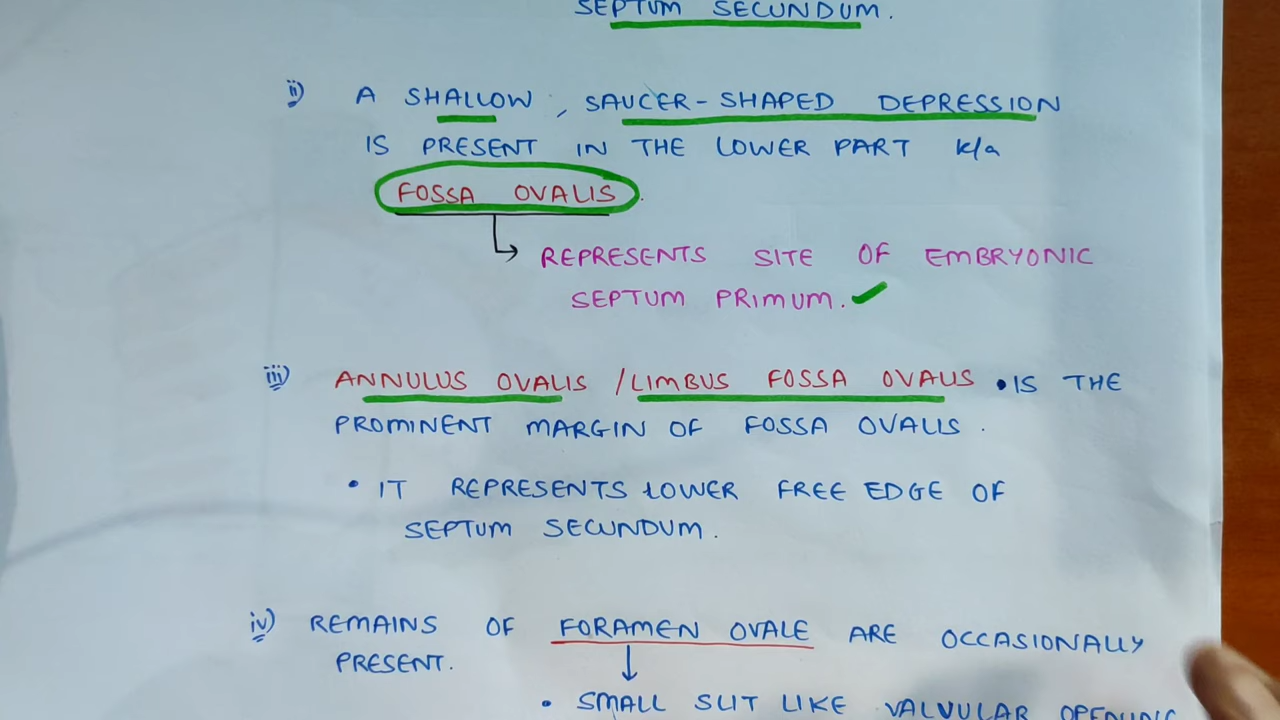 SEPTUM SECUNDUM.
ii) A SHALLOW, SAUCER-SHAPED DEPRESSION
IS PRESENT IN THE LOWER PART k/a
FOSSA OVALIS.
REPRESENTS SITE OF EMBRYONIC
SEPTUM PRIMUM.
iii) ANNULUS OVALIS / LIMBUS FOSSA OVALIS • IS THE
PROMINENT MARGIN OF FOSSA OVALIS.
• IT REPRESENTS LOWER FREE EDGE OF
SEPTUM SECUNDUM.
iv) REMAINS OF FORAMEN OVALE ARE OCCASIONALLY
PRESENT.
• SMALL SLIT LIKE VALVULAR OPENING